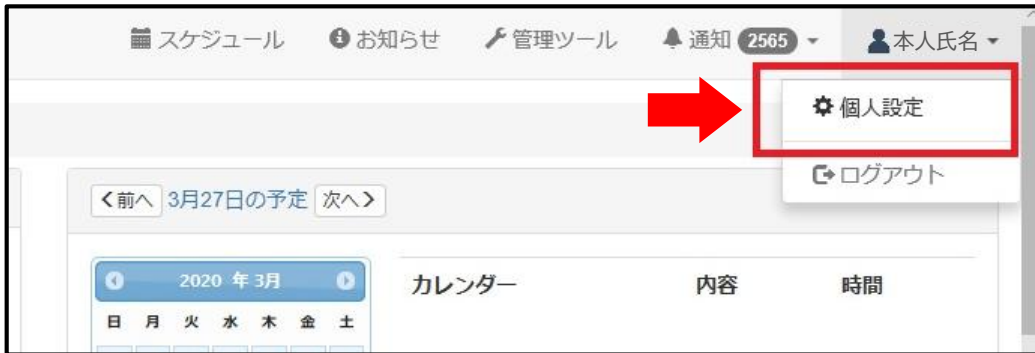 スケジュール お知らせ 管理ツール 通知 2565 本人氏名
個人設定
ログアウト
前へ 3月27日の予定 次へ
2020 年 3月 カレンダー 内容 時間
日 月 火 水 木 金 土